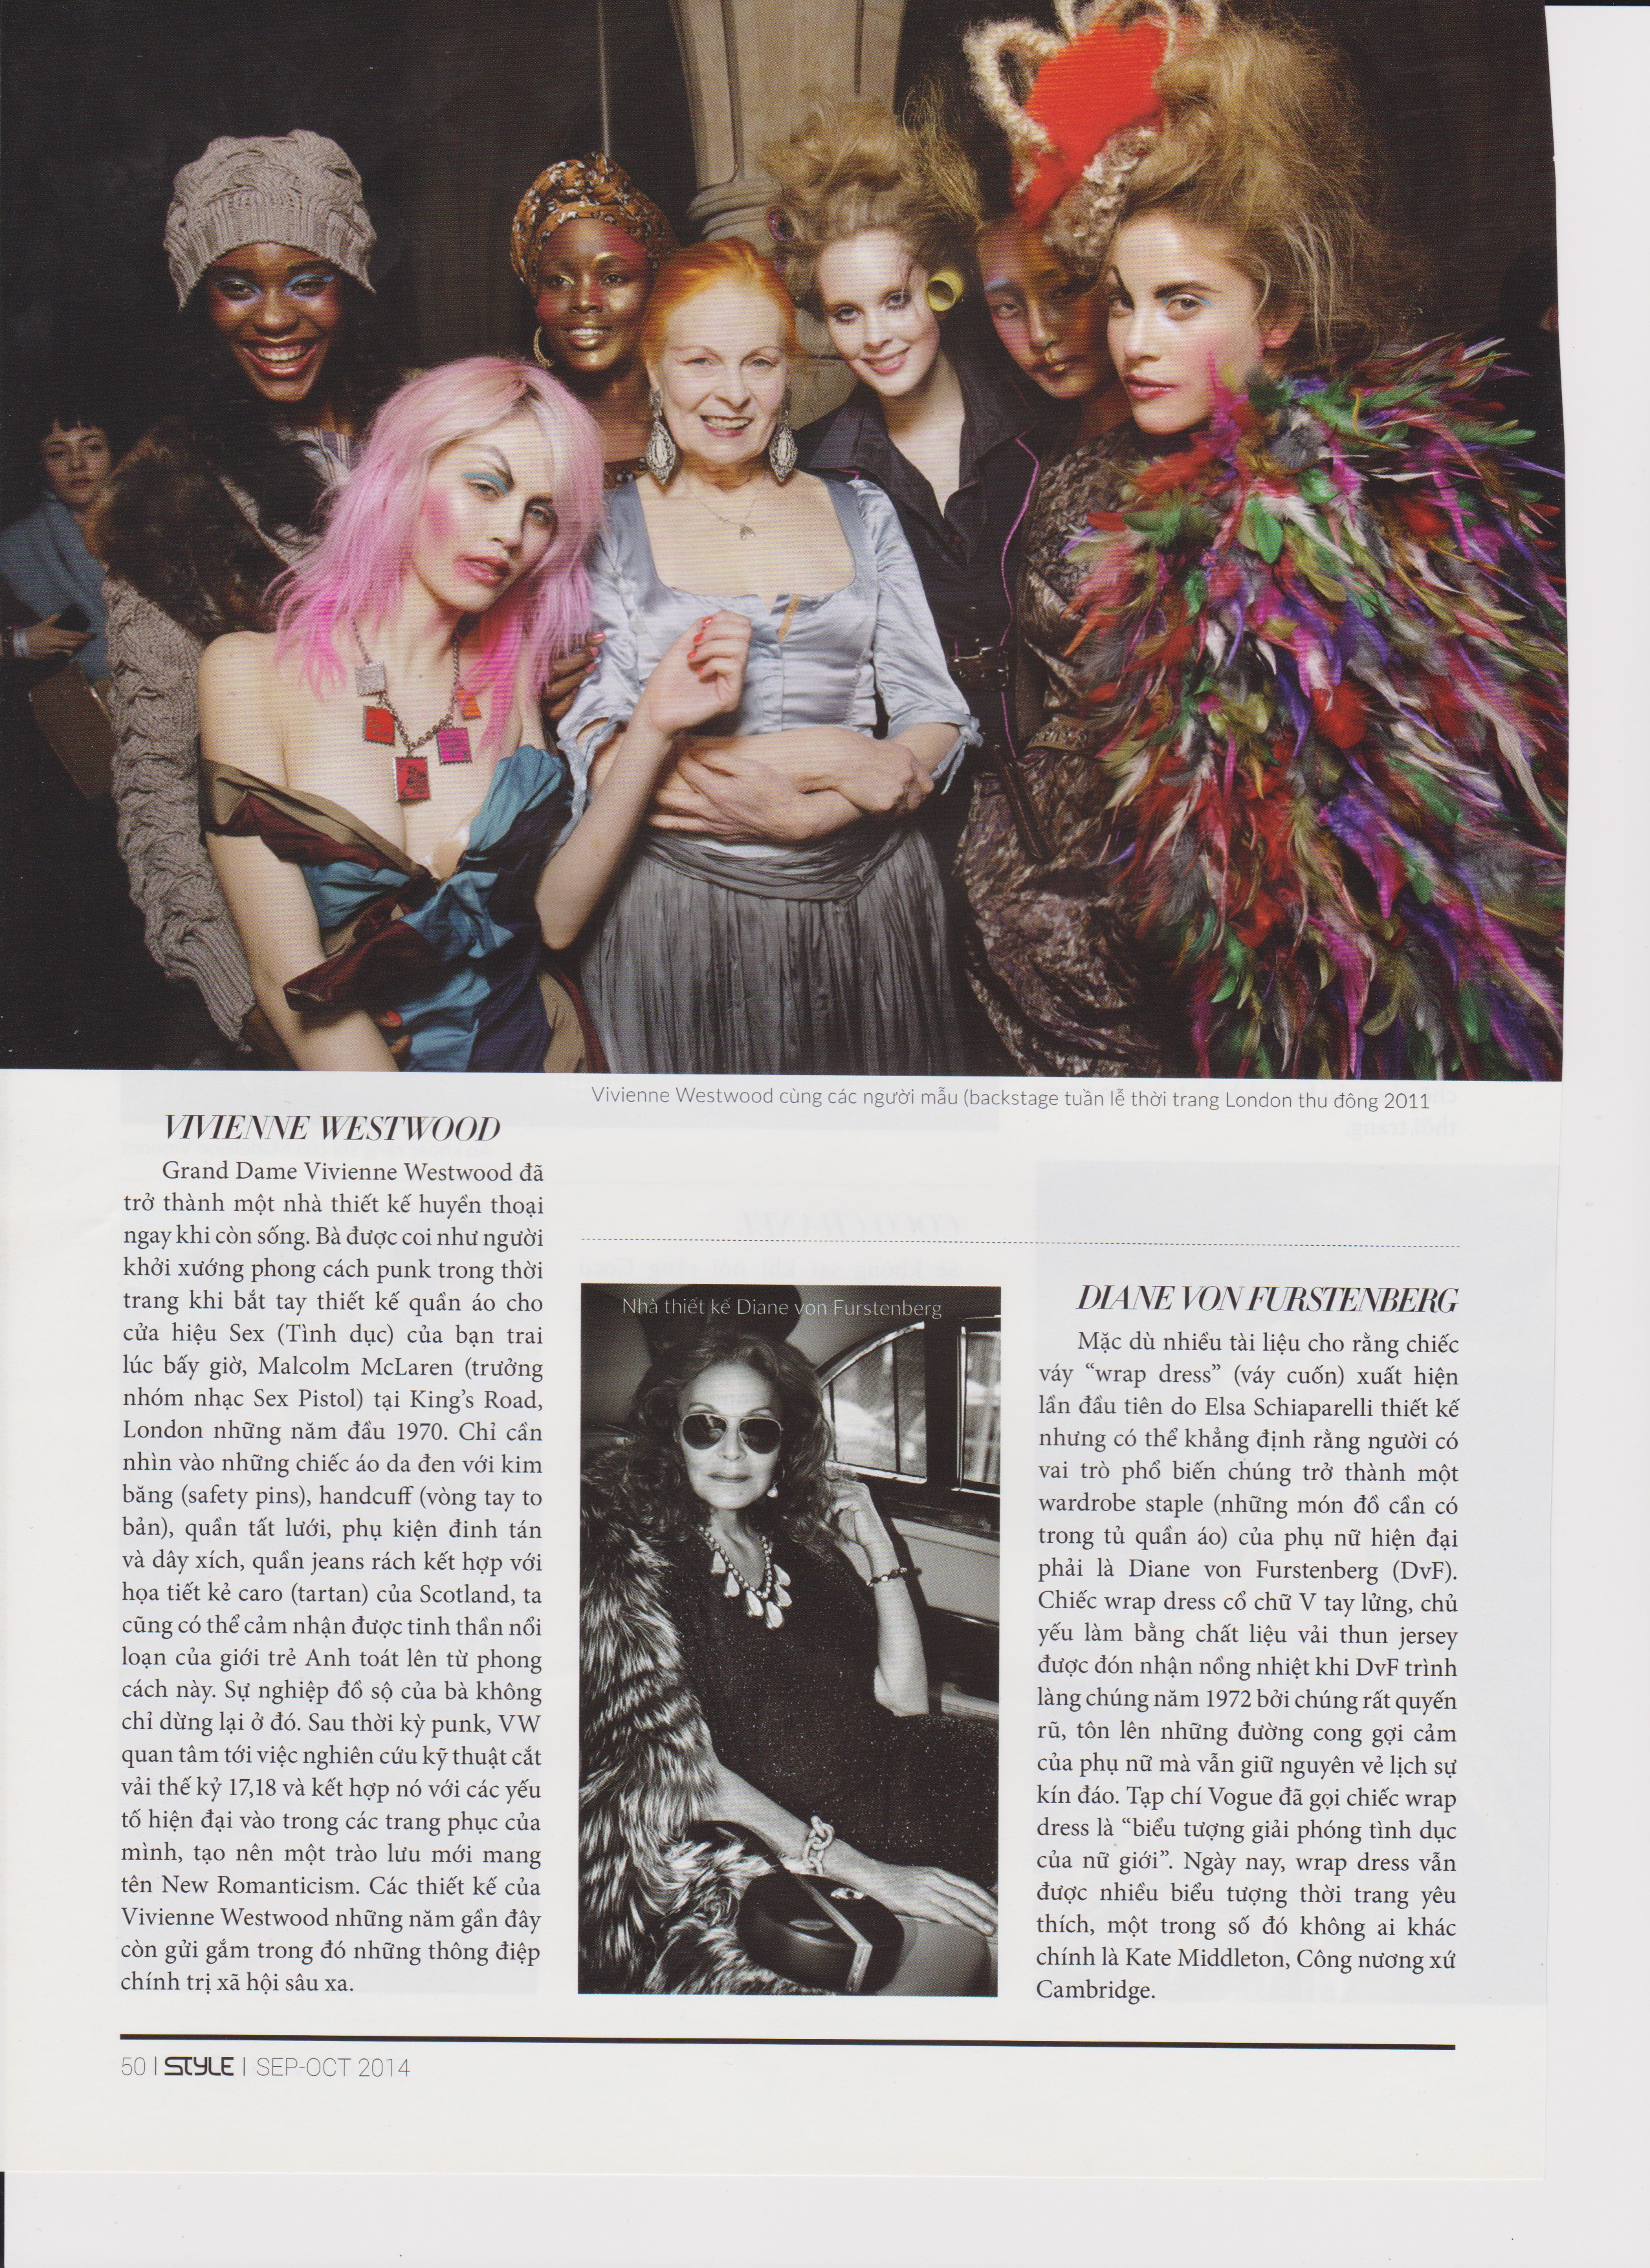 Vivienne Westwood cùng các người mẫu (backstage tuần lễ thời trang London thu đông 2011
VIVIENNE WESTWOOD
Grand Dame Vivienne Westwood đã
trở thành một nhà thiết kế huyền thoại
ngay khi còn sống. Bà được coi như người
khởi xướng phong cách punk trong thời
trang khi bắt tay thiết kế quần áo cho
cửa hiệu Sex (Tình dục) của bạn trai
lúc bấy giờ, Malcolm McLaren (trưởng
nhóm nhạc Sex Pistol) tại King’s Road,
London những năm đầu 1970. Chỉ cần
nhìn vào những chiếc áo da đen với kim
băng (safety pins), handcuff (vòng tay to
bản), quần tất lưới, phụ kiện đinh tán
và dây xích, quần jeans rách kết hợp với
họa tiết kẻ caro (tartan) của Scotland, ta
cũng có thể cảm nhận được tinh thần nổi
loạn của giới trẻ Anh toát lên từ phong
cách này. Sự nghiệp đồ sộ của bà không
chỉ dừng lại ở đó. Sau thời kỳ punk, VW
quan tâm tới việc nghiên cứu kỹ thuật cắt
vải thế kỷ 17,18 và kết hợp nó với các yếu
tố hiện đại vào trong các trang phục của
mình, tạo nên một trào lưu mới mang
tên New Romanticism. Các thiết kế của
Vivienne Westwood những năm gần đây
còn gửi gắm trong đó những thông điệp
chính trị xã hội sâu xa.
Nhà thiết kế Diane von Furstenberg
DIANE VON FURSTENBERG
Mặc dù nhiều tài liệu cho rằng chiếc
váy “wrap dress” (váy cuốn) xuất hiện
lần đầu tiên do Elsa Schiaparelli thiết kế
nhưng có thể khẳng định rằng người có
vai trò phổ biến chúng trở thành một
wardrobe staple (những món đồ cần có
trong tủ quần áo) của phụ nữ hiện đại
phải là Diane von Furstenberg (DvF).
Chiếc wrap dress cổ chữ V tay lửng, chủ
yếu làm bằng chất liệu vải thun jersey
được đón nhận nồng nhiệt khi DvF trình
làng chúng năm 1972 bởi chúng rất quyến
rũ, tôn lên những đường cong gợi cảm
của phụ nữ mà vẫn giữ nguyên vẻ lịch sự
kín đáo. Tạp chí Vogue đã gọi chiếc wrap
dress là “biểu tượng giải phóng tình dục
của nữ giới”. Ngày nay, wrap dress vẫn
được nhiều biểu tượng thời trang yêu
thích, một trong số đó không ai khác
chính là Kate Middleton, Công nương xứ
Cambridge.
50 | STYLE | SEP-OCT 2014